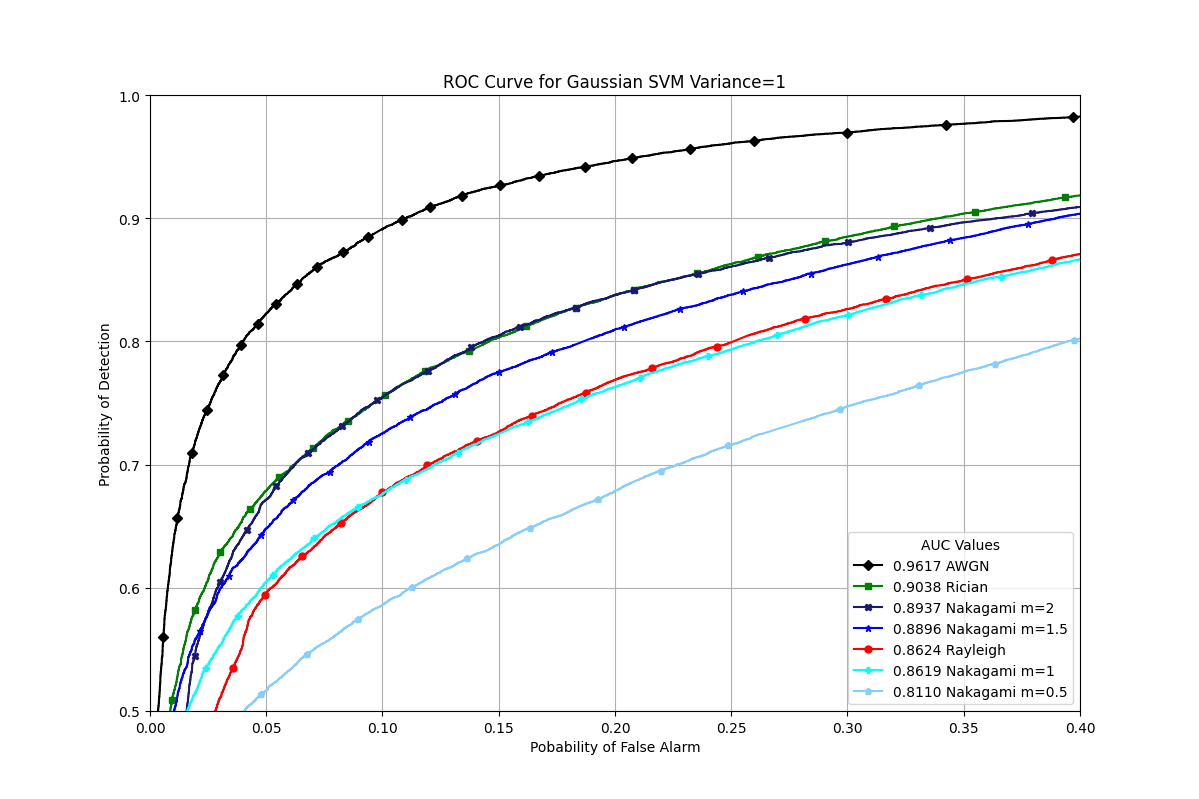 ROC Curve for Gaussian SVM Variance=1
1.0
0.9
0.8
0.7
0.6
0.5
Probability of Detection
0.00 0.05 0.10 0.15 0.20 0.25 0.30 0.35 0.40
Pobability of False Alarm
AUC Values
0.9617 AWGN
0.9038 Rician
0.8937 Nakagami m=2
0.8896 Nakagami m=1.5
0.8624 Rayleigh
0.8619 Nakagami m=1
0.8110 Nakagami m=0.5